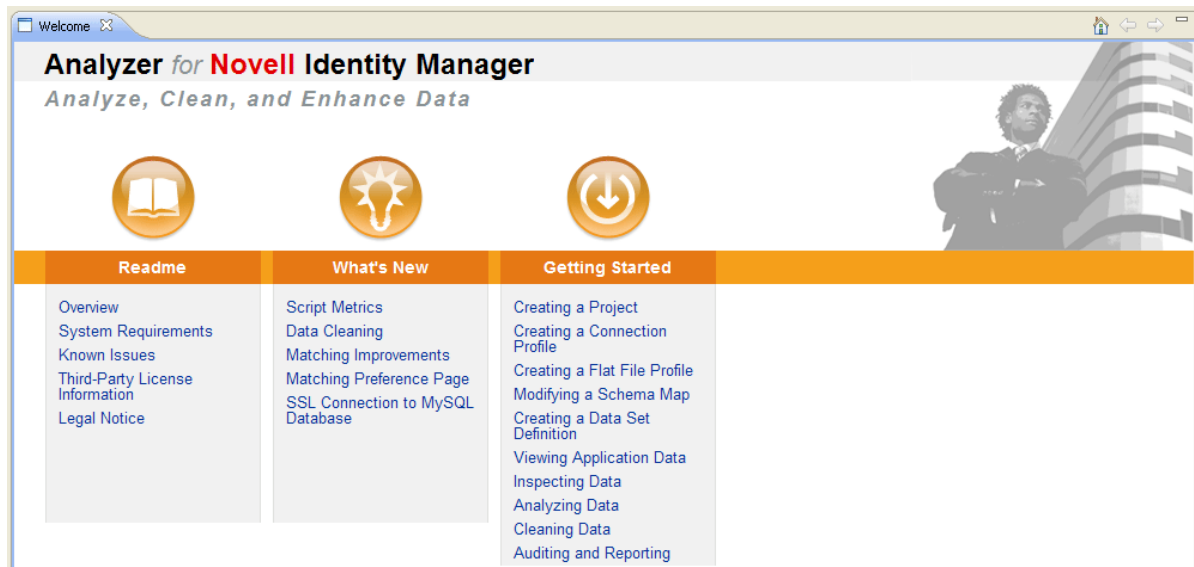 Welcome
Analyzer for Novell Identity Manager
Analyze, Clean, and Enhance Data
Readme
Overview
System Requirements
Known Issues
Third-Party License
Information
Legal Notice
What's New
Script Metrics
Data Cleaning
Matching Improvements
Matching Preference Page
SSL Connection to MySQL
Database
Getting Started
Creating a Project
Creating a Connection
Profile
Creating a Flat File Profile
Modifying a Schema Map
Creating a Data Set
Definition
Viewing Application Data
Inspecting Data
Analyzing Data
Cleaning Data
Auditing and Reporting